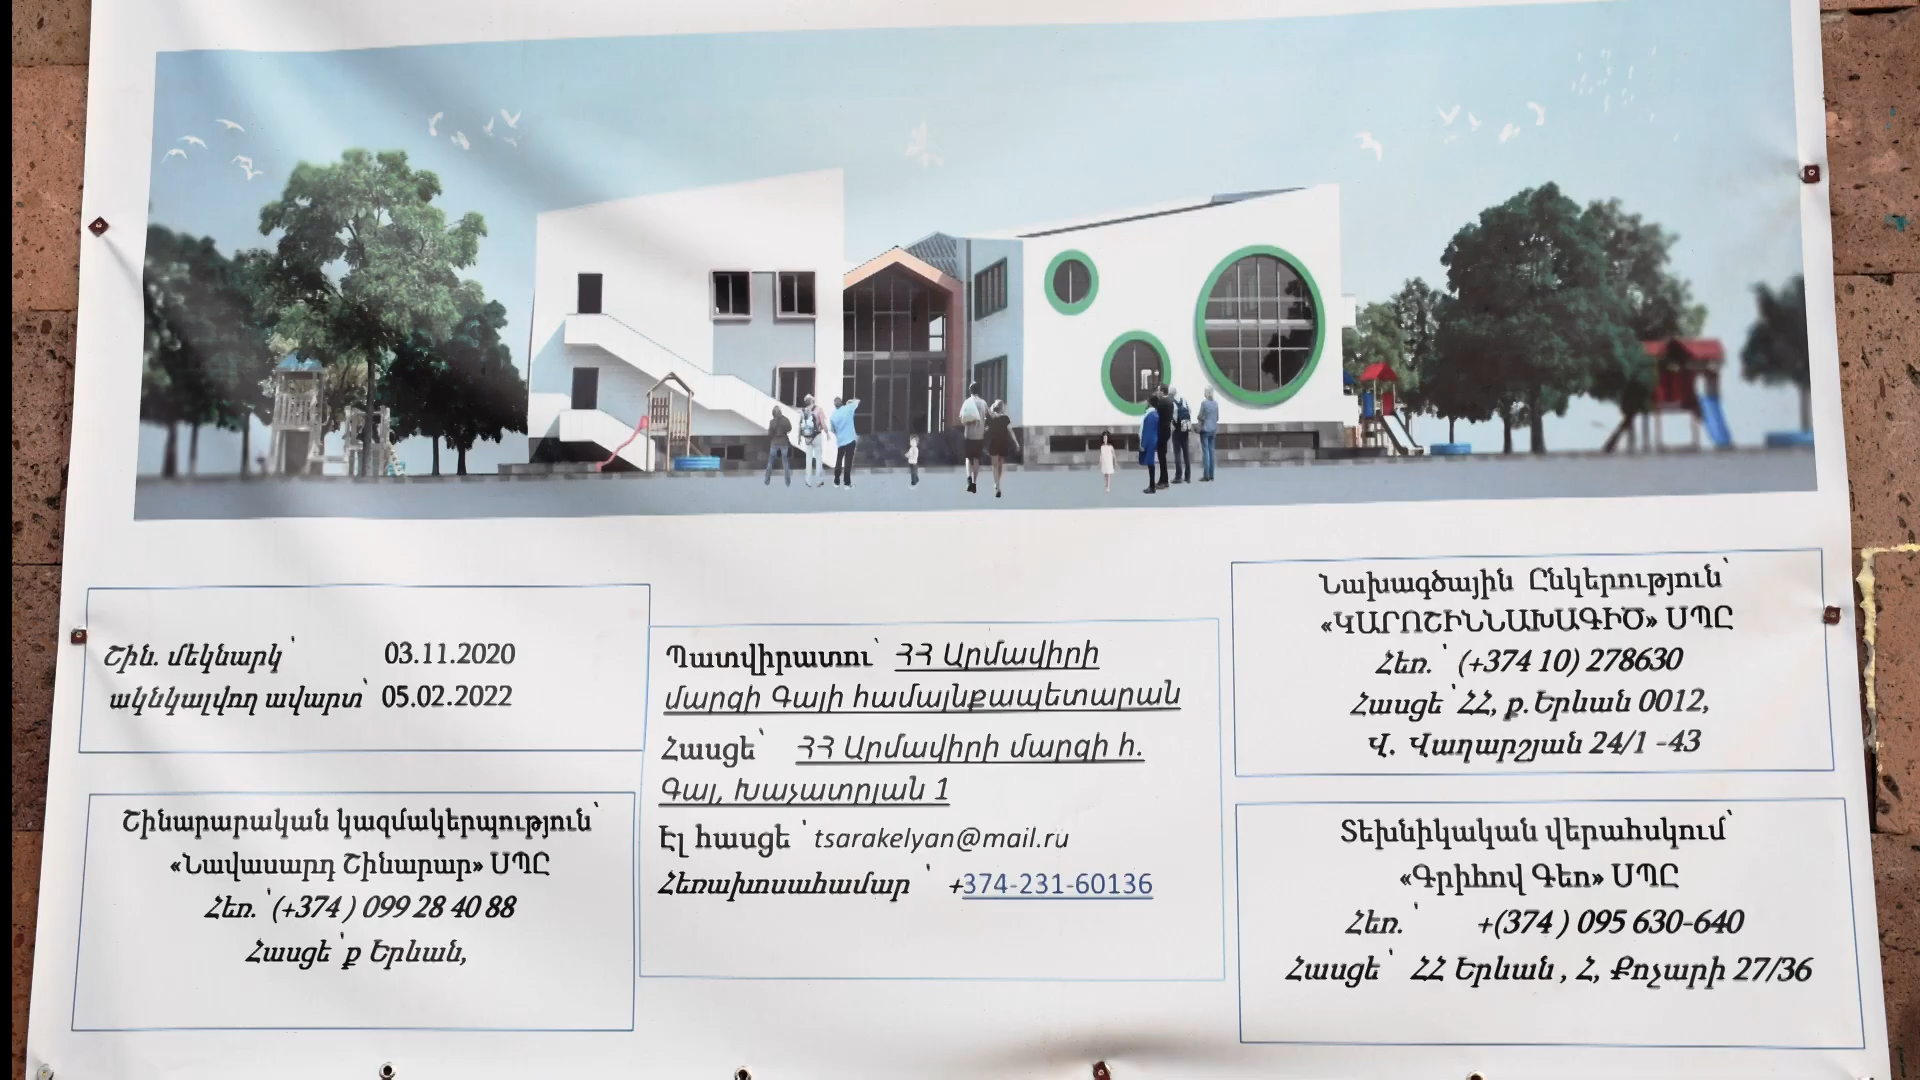 Շին. մեկնարկ՝ 03.11.2020
ակնկալվող ավարտ՝ 05.02.2022
Շինարարական կազմակերպություն՝
«Նավասարդ Շինարար» ՍՊԸ
Հեռ.՝ (+374 ) 099 28 40 88
Հասցե՝ ք Երևան,
Պատվիրատու՝ ՀՀ Արմավիրի
մարզի Գայի համայնքապետարան
Հասցե՝ ՀՀ Արմավիրի մարզի հ.
Գայ, Խաչատրյան 1
Էլ հասցե՝ tsarakelyan@mail.ru
Հեռախոսահամար ՝ +374-231-60136
Նախագծային Ընկերություն՝
«ԿԱՐՈՇԻՆՆԱԽԱԳԻԾ» ՍՊԸ
Հեռ.՝ (+374 10) 278630
Հասցե՝ ՀՀ, ք.Երևան 0012,
Վ. Վաղարշյան 24/1 -43
Տեխնիկական վերահսկում՝
«Գրիհով Գեո» ՍՊԸ
Հեռ.՝ +(374 ) 095 630-640
Հասցե՝ ՀՀ Երևան , Հ, Քոչարի 27/36